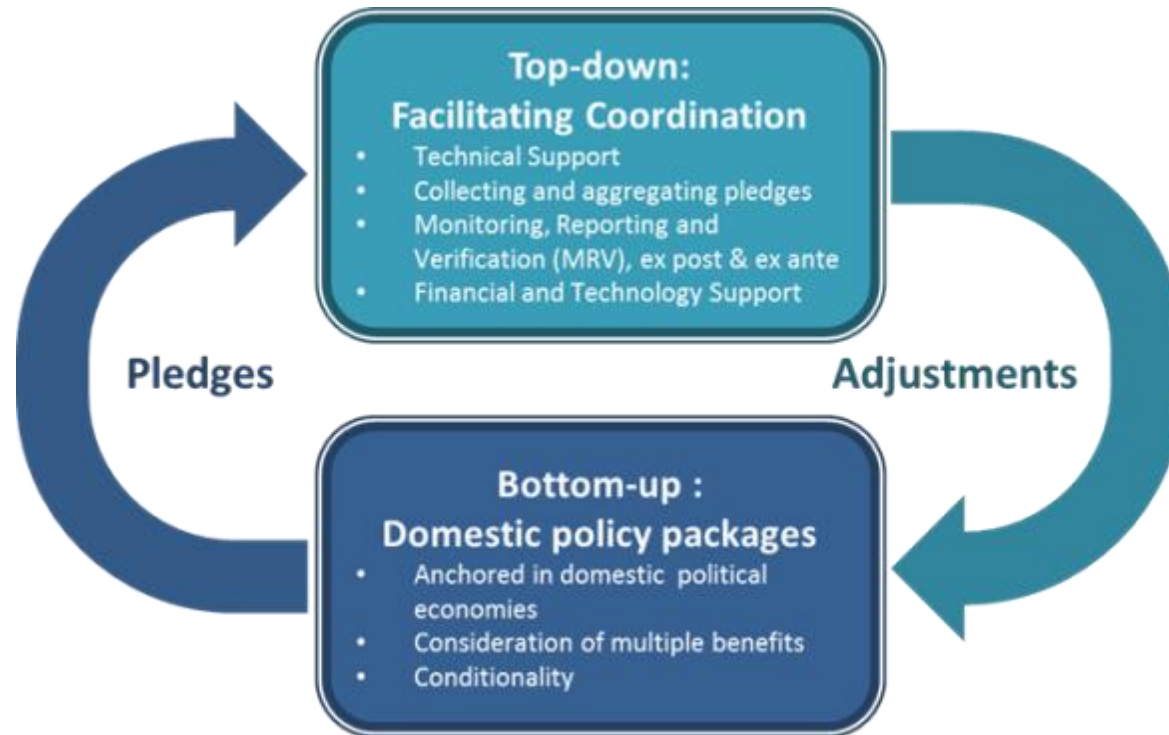 Top-down:
Facilitating Coordination
• Technical Support
• Collecting and aggregating pledges
• Monitoring, Reporting and
Verification (MRV), ex post & ex ante
• Financial and Technology Support
Pledges
Adjustments
Bottom-up :
Domestic policy packages
• Anchored in domestic political
economies
• Consideration of multiple benefits
• Conditionality